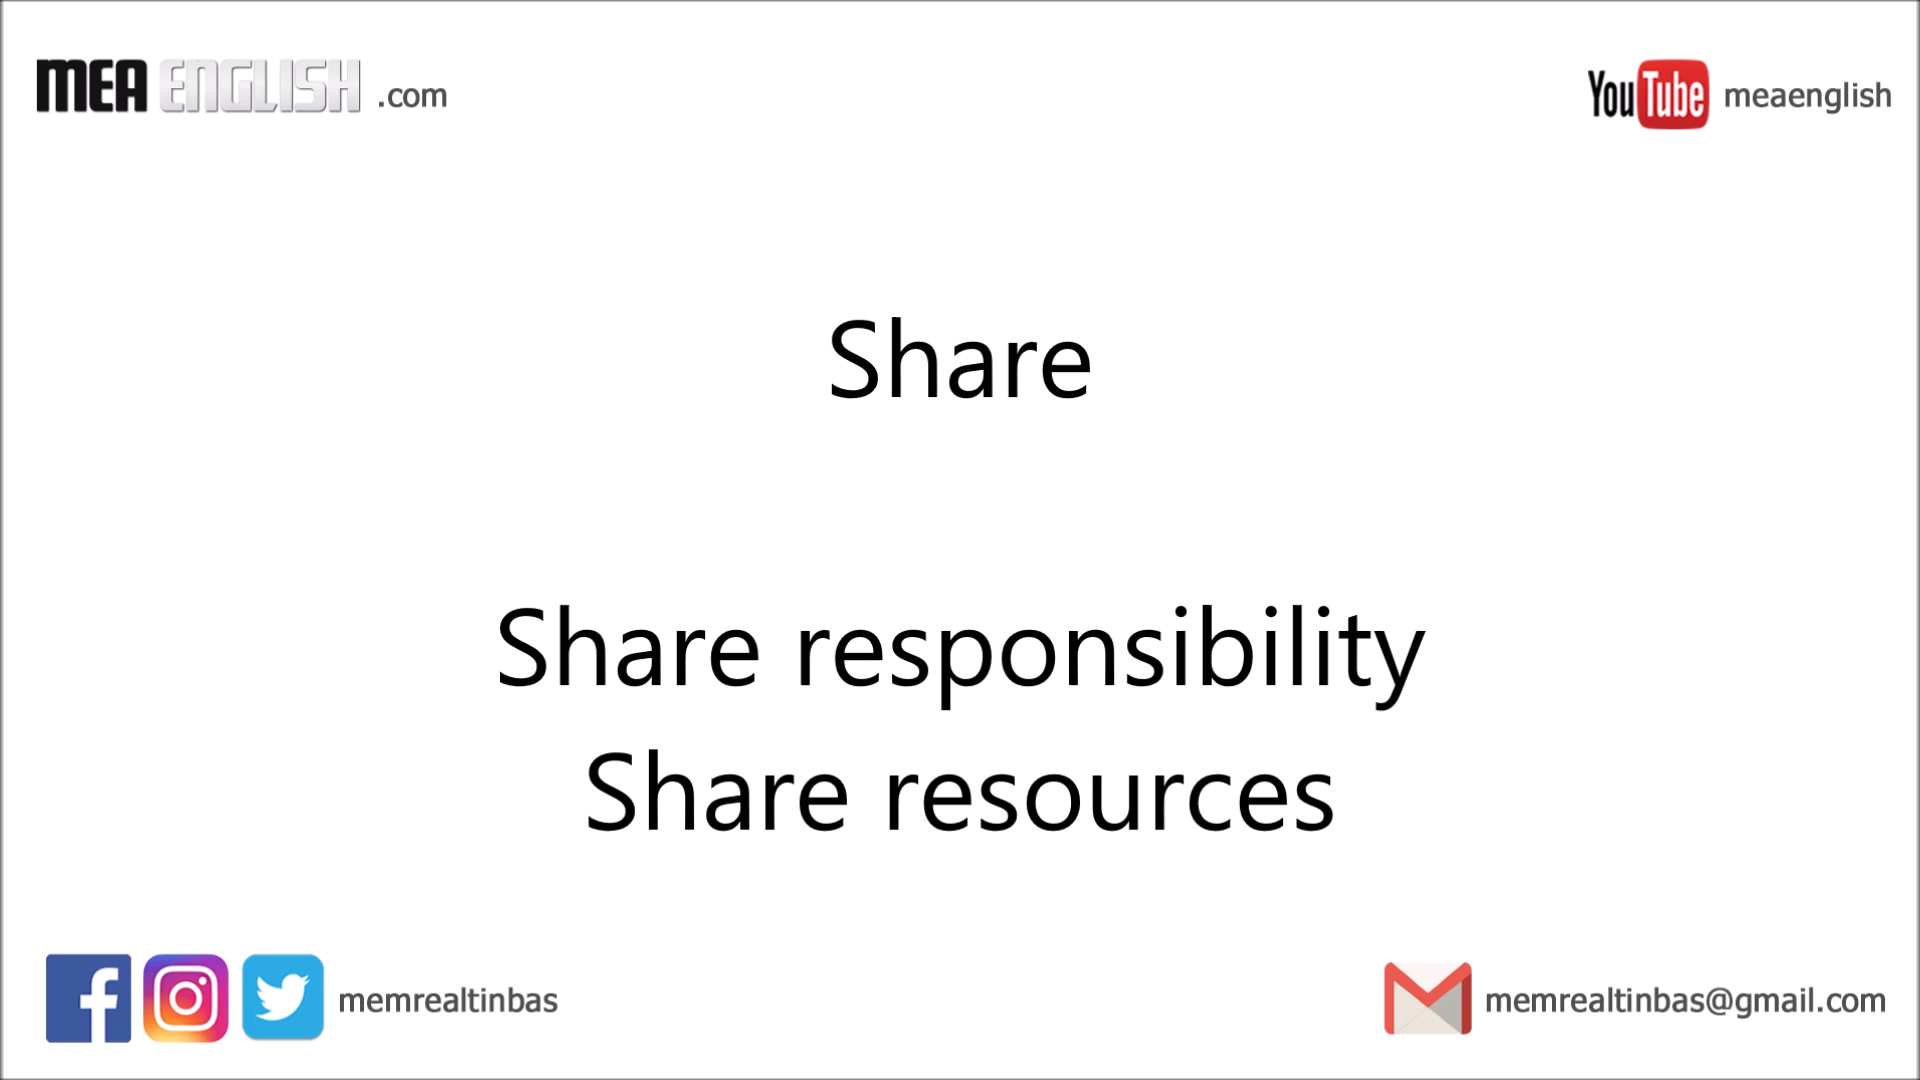 MEA ENGLISH .com
YouTube meaenglish
Share
Share responsibility
Share resources
memrealtinbas
memrealtinbas@gmail.com